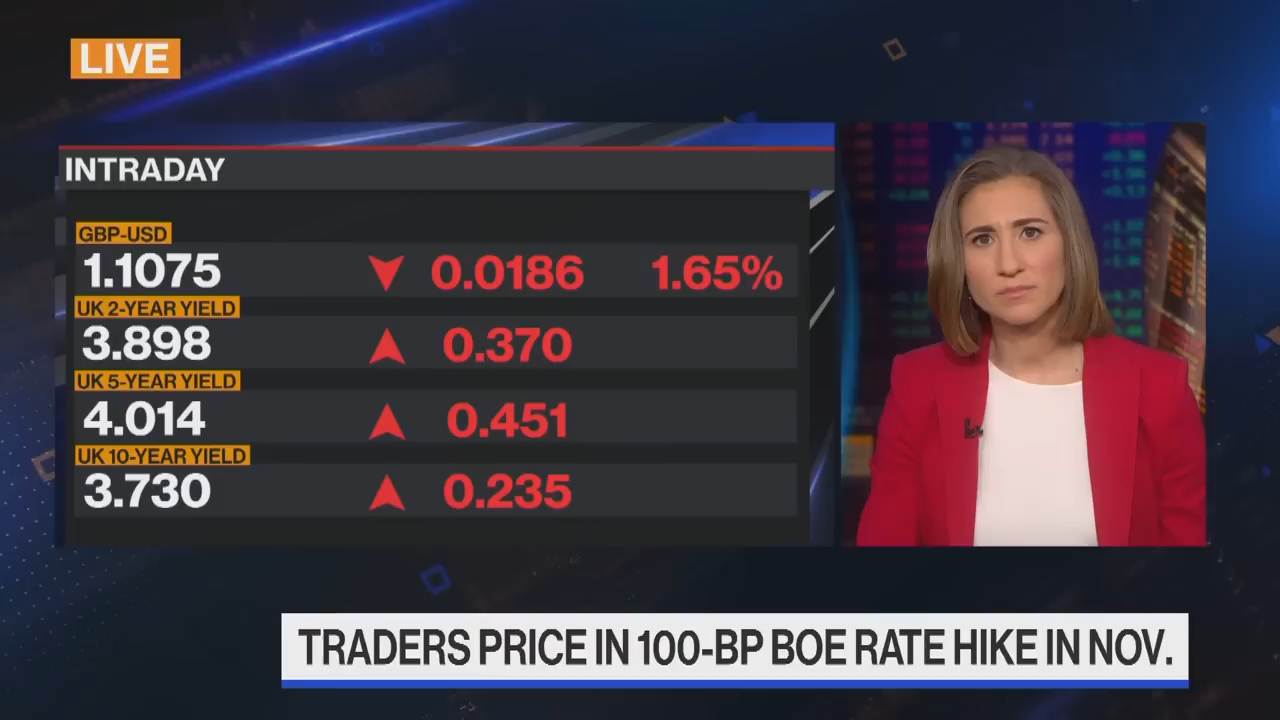 LIVE
INTRADAY
GBP-USD
1.1075 ▼ 0.0186 1.65%
UK 2-YEAR YIELD
3.898 ▲ 0.370
UK 5-YEAR YIELD
4.014 ▲ 0.451
UK 10-YEAR YIELD
3.730 ▲ 0.235
TRADERS PRICE IN 100-BP BOE RATE HIKE IN NOV.